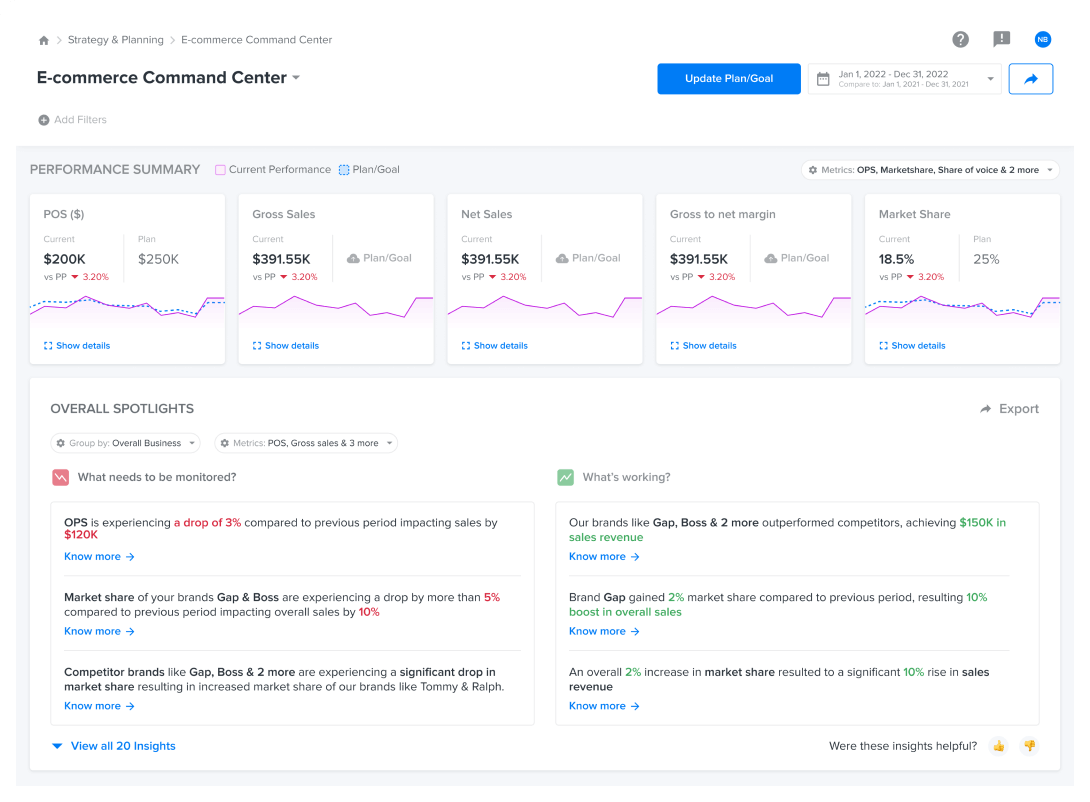 Strategy & Planning > E-commerce Command Center
NB
E-commerce Command Center
Update Plan/Goal
Jan 1, 2022 - Dec 31, 2022
Compare to: Jan 1, 2021 - Dec 31, 2021
Add Filters
PERFORMANCE SUMMARY
Current Performance
Plan/Goal
Metrics: OPS, Marketshare, Share of voice & 2 more
POS ($)
Current
Plan
$200K
$250K
vs PP 3.20%
Show details
Gross Sales
Current
$391.55K
Plan/Goal
vs PP 3.20%
Show details
Net Sales
Current
$391.55K
Plan/Goal
vs PP 3.20%
Show details
Gross to net margin
Current
$391.55K
Plan/Goal
vs PP 3.20%
Show details
Market Share
Current
Plan
18.5%
25%
vs PP 3.20%
Show details
OVERALL SPOTLIGHTS
Export
Group by: Overall Business
Metrics: POS, Gross sales & 3 more
What needs to be monitored?
OPS is experiencing a drop of 3% compared to previous period impacting sales by
$120K
Know more →
Market share of your brands Gap & Boss are experiencing a drop by more than 5%
compared to previous period impacting overall sales by 10%
Know more →
Competitor brands like Gap, Boss & 2 more are experiencing a significant drop in
market share resulting in increased market share of our brands like Tommy & Ralph.
Know more →
What's working?
Our brands like Gap, Boss & 2 more outperformed competitors, achieving $150K in
sales revenue
Know more →
Brand Gap gained 2% market share compared to previous period, resulting 10%
boost in overall sales
Know more →
An overall 2% increase in market share resulted to a significant 10% rise in sales
revenue
Know more →
View all 20 Insights
Were these insights helpful? 👍 👎